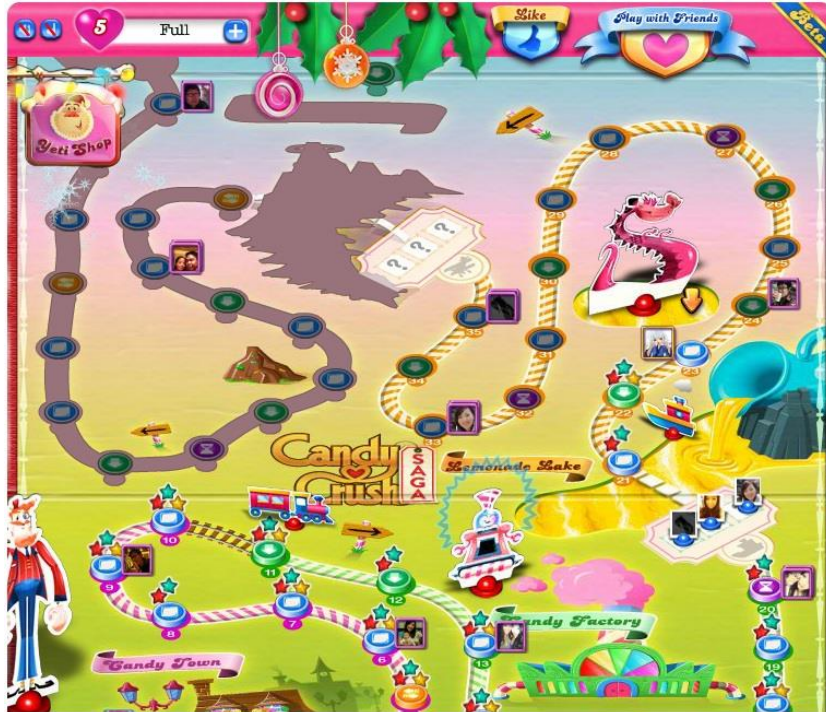 5
Full
+
Like
Play with Friends
Beta
Yeti Shop
28
27
29
26
25
30
24
? ? ?
35
31
23
34
22
32
33
Candy
Crush
SAGA
Lemonade Lake
21
10
11
9
12
20
8
7
6
13
Candy Factory
19
Candy Town